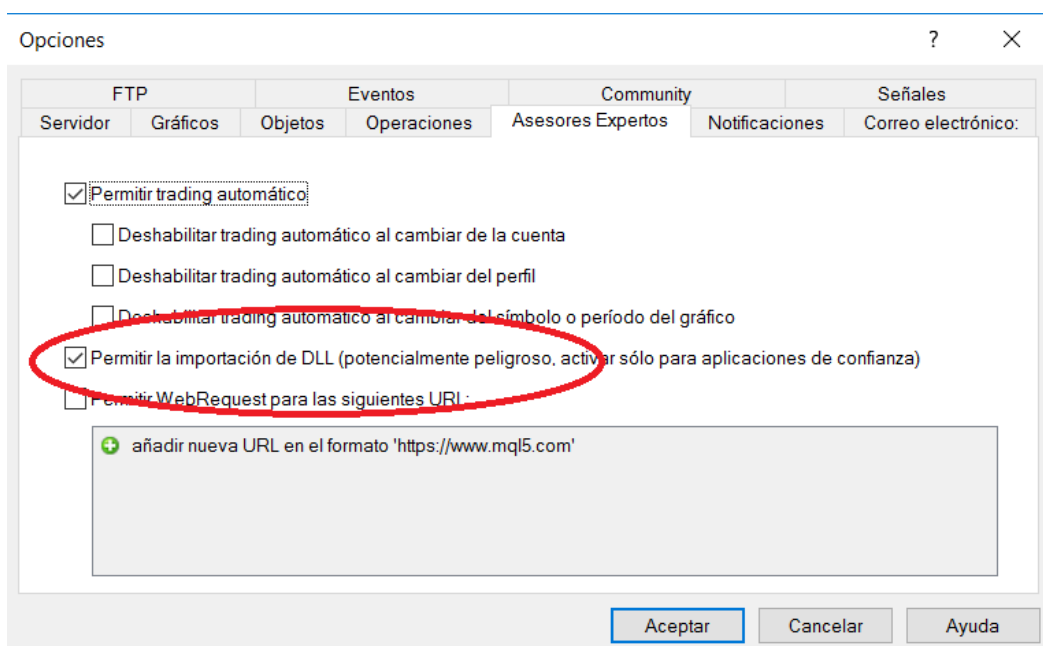 Opciones
?
FTP Eventos Community Señales
Servidor Gráficos Objetos Operaciones Asesores Expertos Notificaciones Correo electrónico:
Permitir trading automático
Deshabilitar trading automático al cambiar de la cuenta
Deshabilitar trading automático al cambiar del perfil
Deshabilitar trading automático al cambiar del símbolo o período del gráfico
Permitir la importación de DLL (potencialmente peligroso, activar sólo para aplicaciones de confianza)
Permitir WebRequest para las siguientes URL:
añadir nueva URL en el formato 'https://www.mql5.com'
Aceptar Cancelar Ayuda